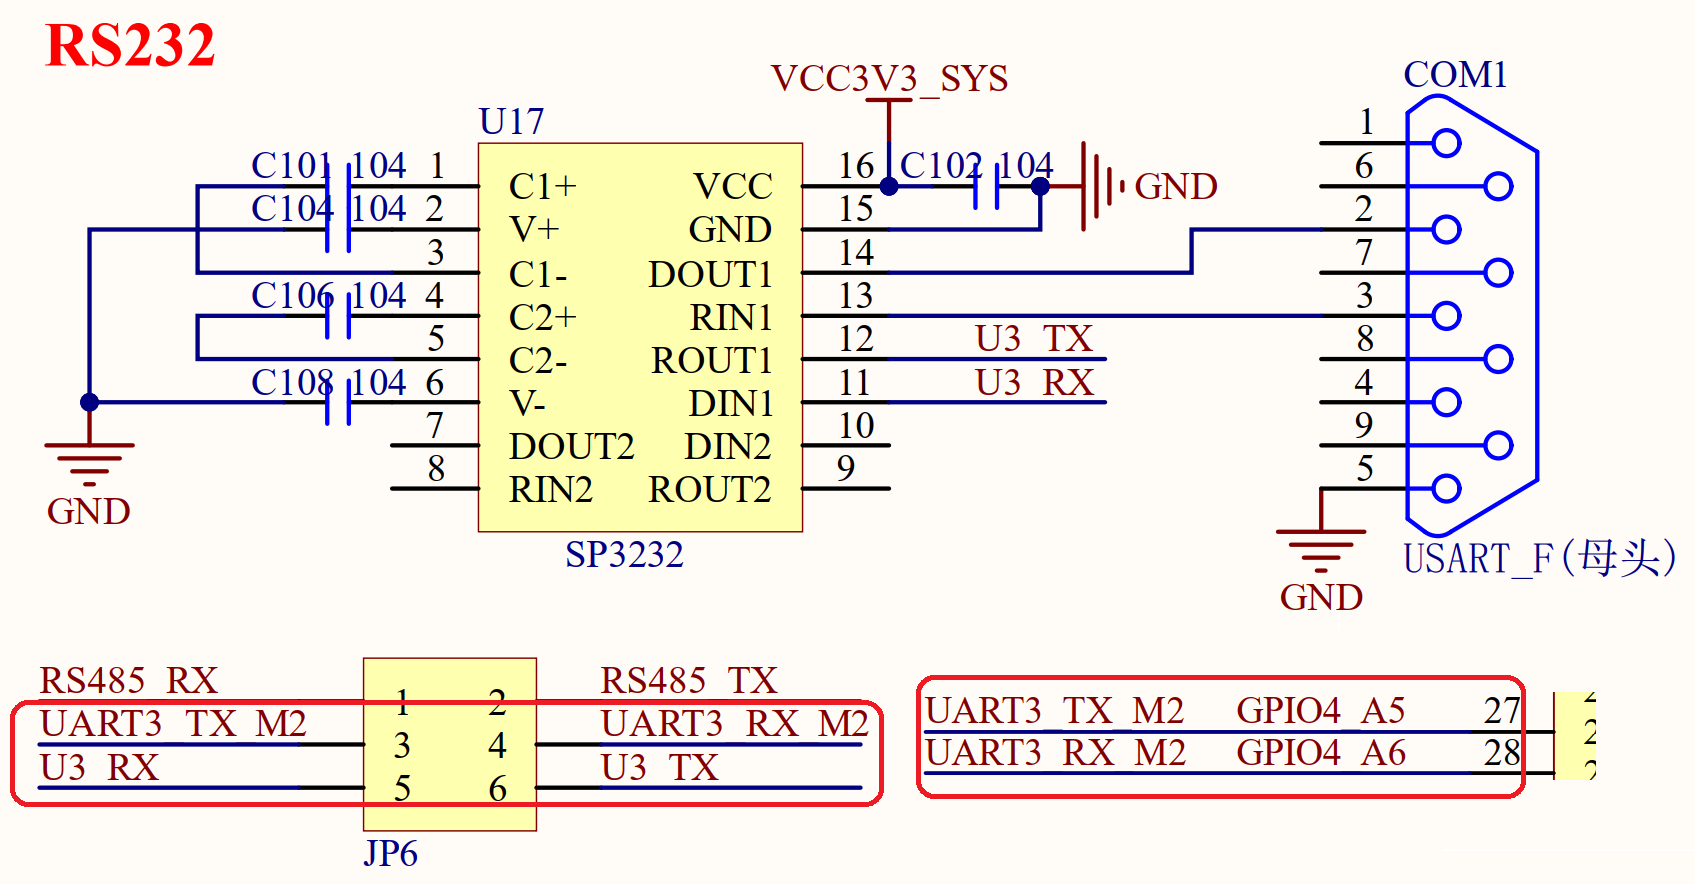 RS232
VCC3V3_SYS
COM1
U17
C101 104 1 C1+ VCC 16 C102 104 GND
C104 104 2 V+ GND 15
3 C1- DOUT1 14
C106 104 4 C2+ RIN1 13
5 C2- ROUT1 12 U3_TX
C108 104 6 V- DIN1 11 U3_RX
7 DOUT2 DIN2 10
8 RIN2 ROUT2 9
GND
SP3232
1
6
2
7
3
8
4
9
5
GND
USART_F(母头)
RS485_RX 1 2 RS485_TX
UART3_TX_M2 3 4 UART3_RX_M2
U3_RX 5 6 U3_TX
JP6
UART3_TX_M2 GPIO4_A5 27
UART3_RX_M2 GPIO4_A6 28